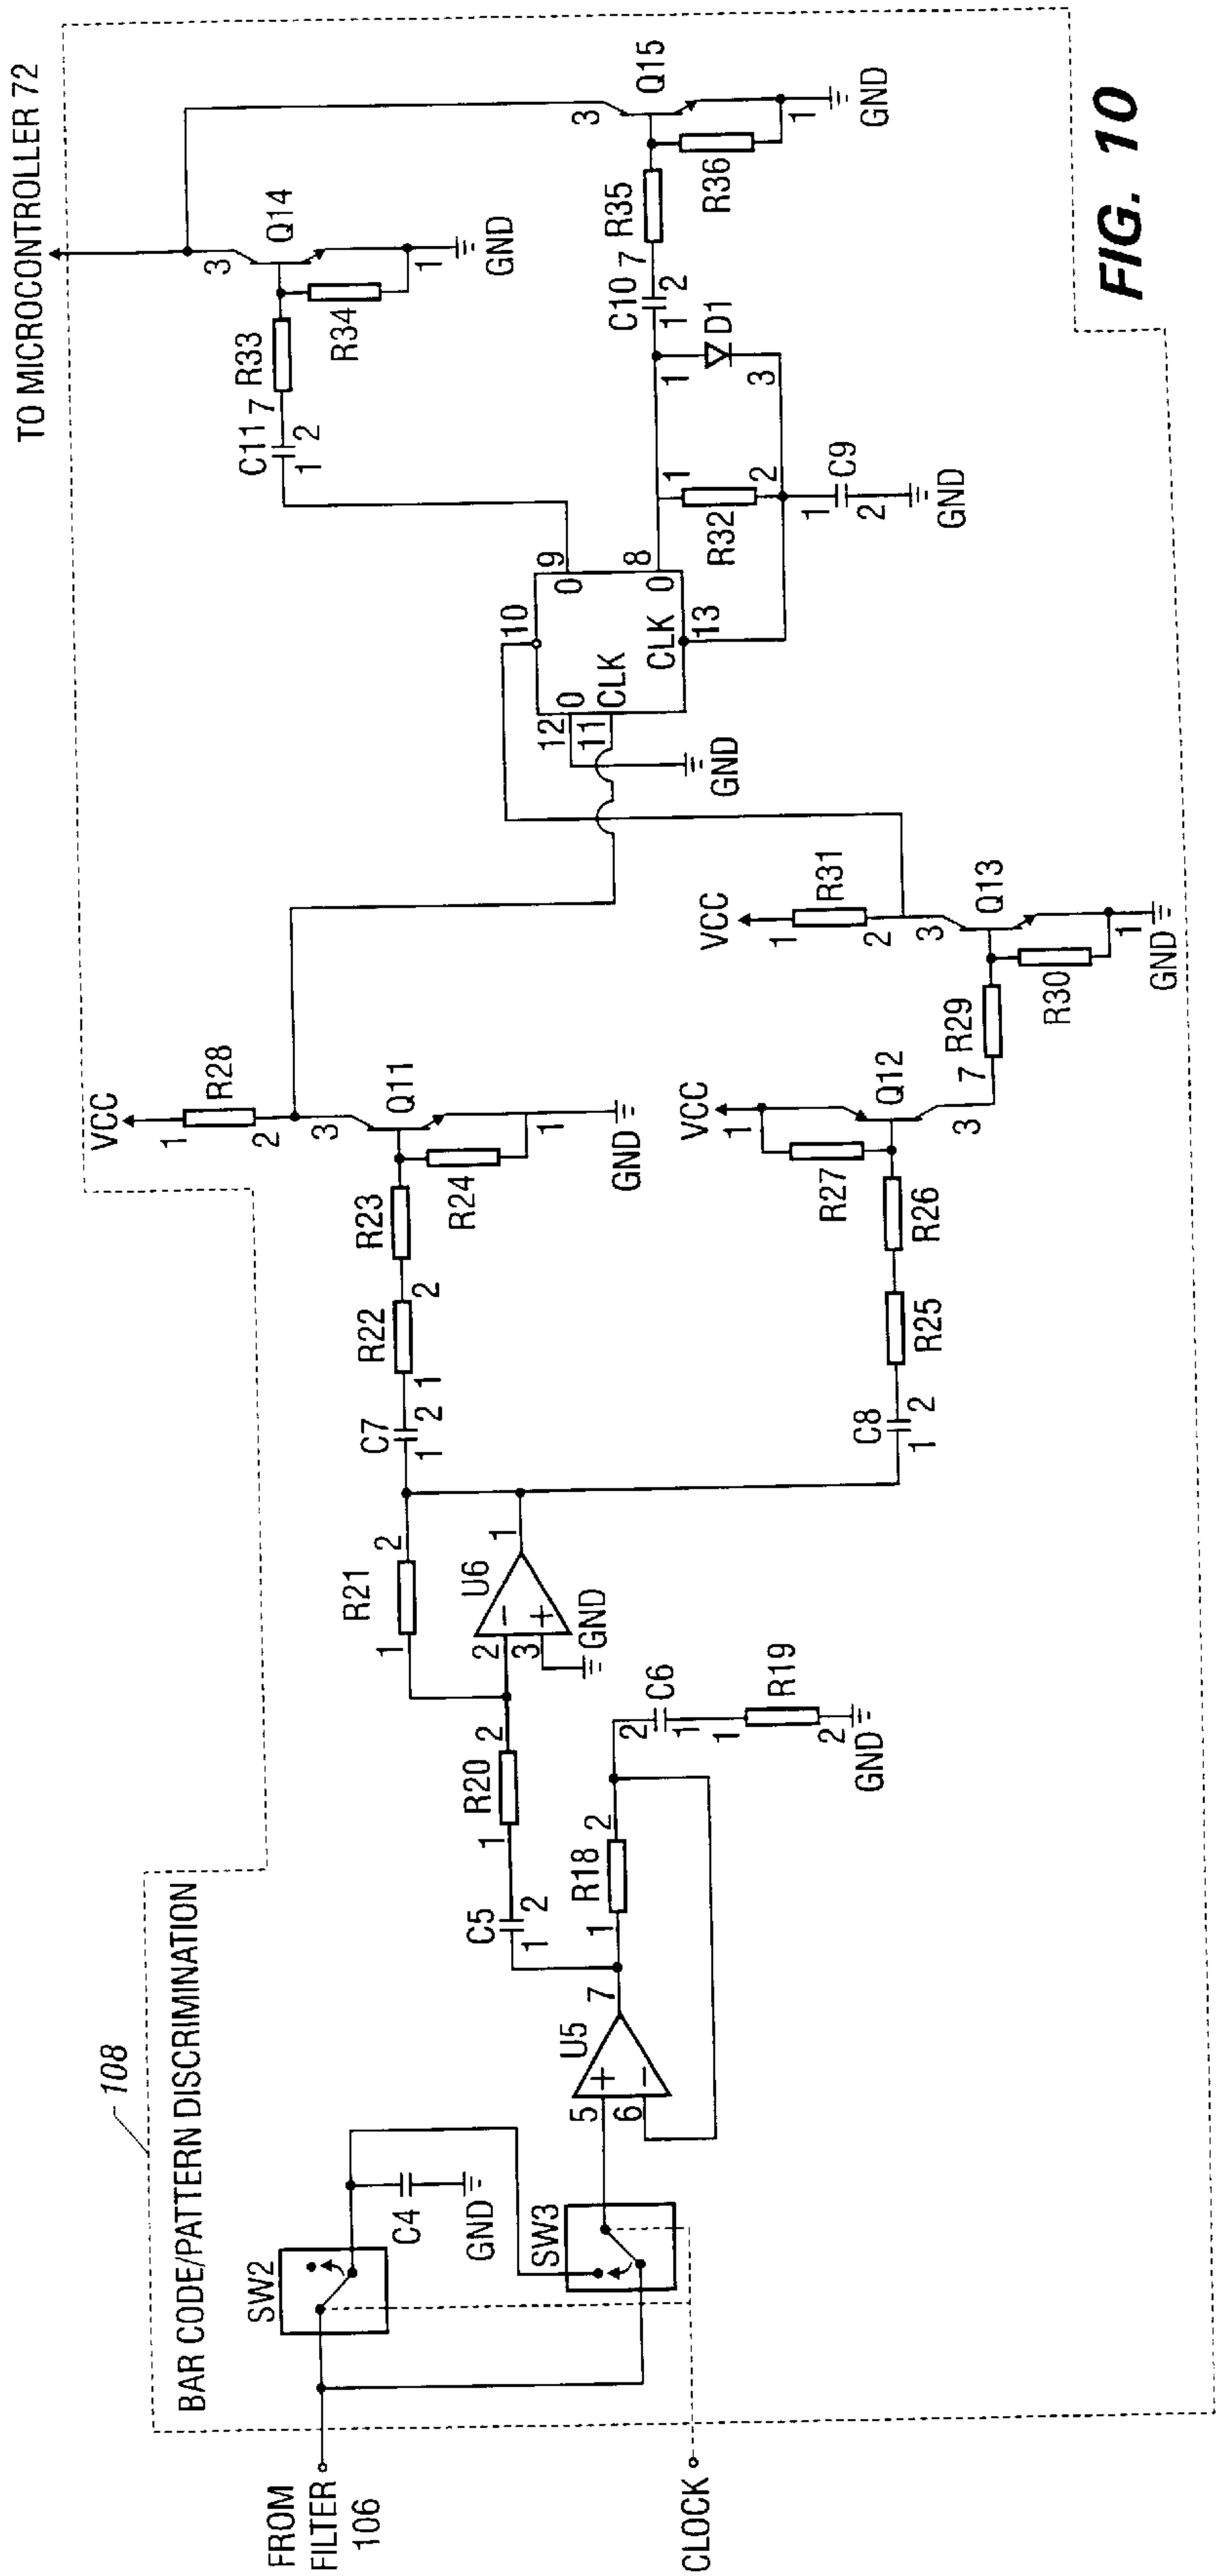 TO MICROCONTROLLER 72
108
BAR CODE/PATTERN DISCRIMINATION
FROM
FILTER
106
CLOCK
SW2
C4
GND
SW3
5
6
U5
7
1
R18
2
C5
1
2
1
R20
2
2
C6
1
1
R19
2
GND
1
R21
2
2
3
U6
1
GND
C7
1
2
1
R22
2
R23
R24
VCC
1
R28
2
3
Q11
1
GND
C8
1
2
R25
R26
R27
VCC
1
Q12
3
7
R29
R30
VCC
1
R31
2
3
Q13
1
GND
GND
12
O
11
CLK
10
9
O
8
O
CLK
13
C11
1
2
7
R33
R34
3
Q14
1
GND
1
R32
2
1
C9
2
GND
1
D1
3
C10
1
2
7
R35
R36
3
Q15
1
GND
FIG. 10